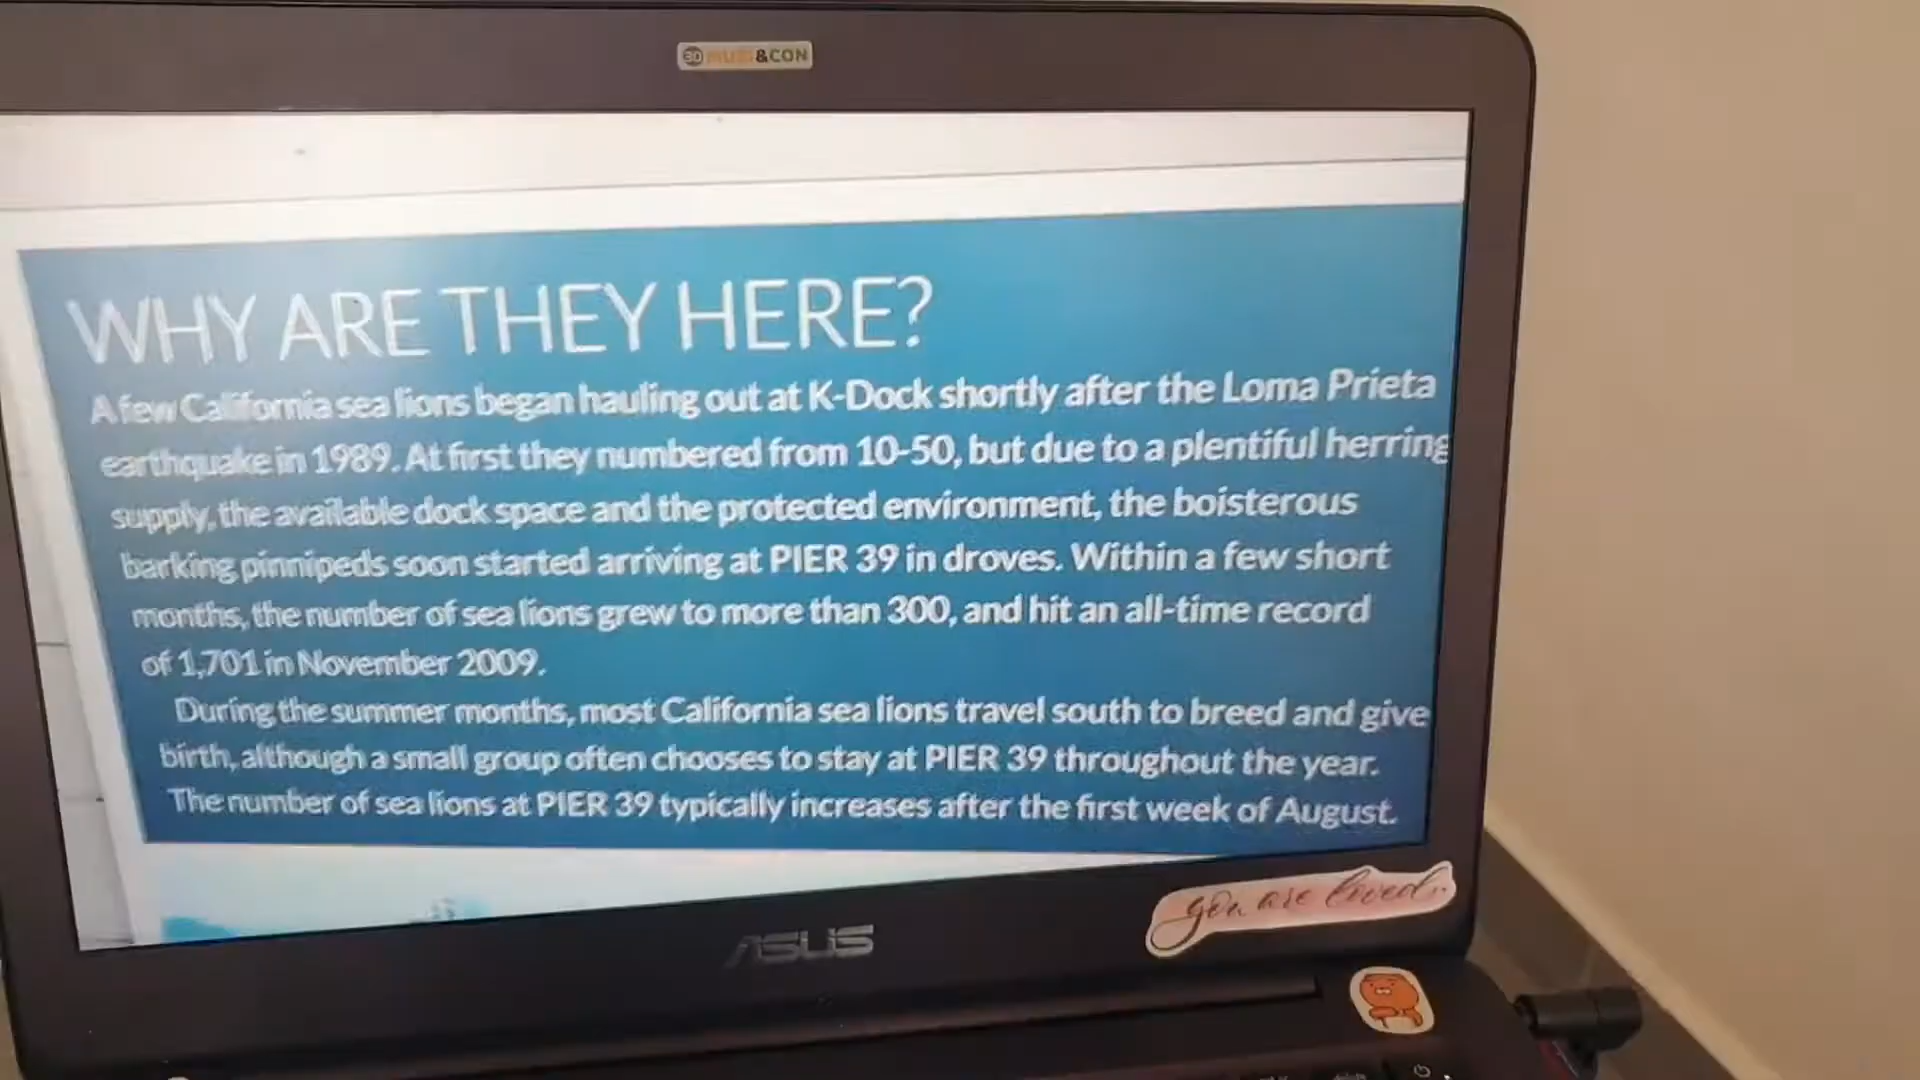 &CON
WHY ARE THEY HERE?
A few California sea lions began hauling out at K-Dock shortly after the Loma Prieta
earthquake in 1989. At first they numbered from 10-50, but due to a plentiful herring
supply, the available dock space and the protected environment, the boisterous
barking pinnipeds soon started arriving at PIER 39 in droves. Within a few short
months, the number of sea lions grew to more than 300, and hit an all-time record
of 1,701 in November 2009.
During the summer months, most California sea lions travel south to breed and give
birth, although a small group often chooses to stay at PIER 39 throughout the year.
The number of sea lions at PIER 39 typically increases after the first week of August.
you are loved..
ASUS